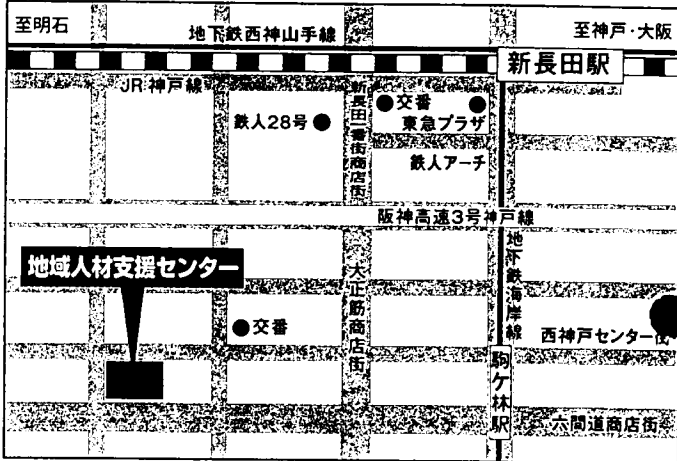 至明石
地下鉄西神山手線
至神戸・大阪
新長田駅
JR 神戸線
新長田一番街商店街
交番
東急プラザ
鉄人28号
鉄人アーチ
阪神高速3号神戸線
地域人材支援センター
大正筋商店街
地下鉄海岸線
交番
西神戸センター街
駒ケ林駅
六間道商店街